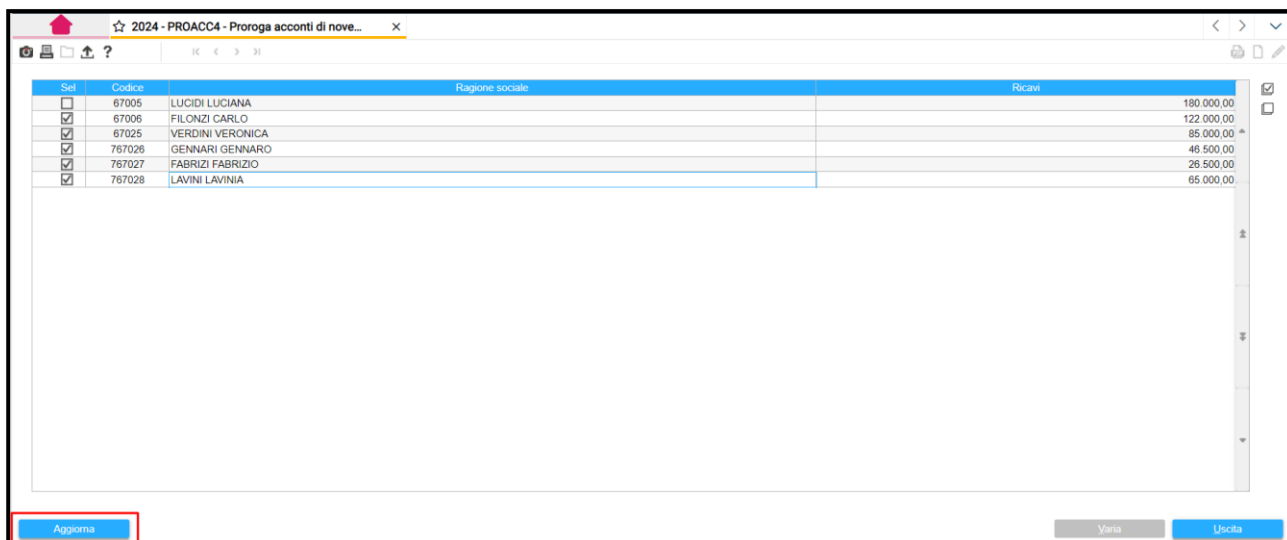 2024 - PROACC4 - Proroga acconti di nove...
?
Sel Codice Ragione sociale Ricavi
67005 LUCIDI LUCIANA 180.000,00
67006 FILONZI CARLO 122.000,00
67025 VERDINI VERONICA 85.000,00
767026 GENNARI GENNARO 46.500,00
767027 FABRIZI FABRIZIO 26.500,00
767028 LAVINI LAVINIA 65.000,00
Aggiorna Varia Uscita